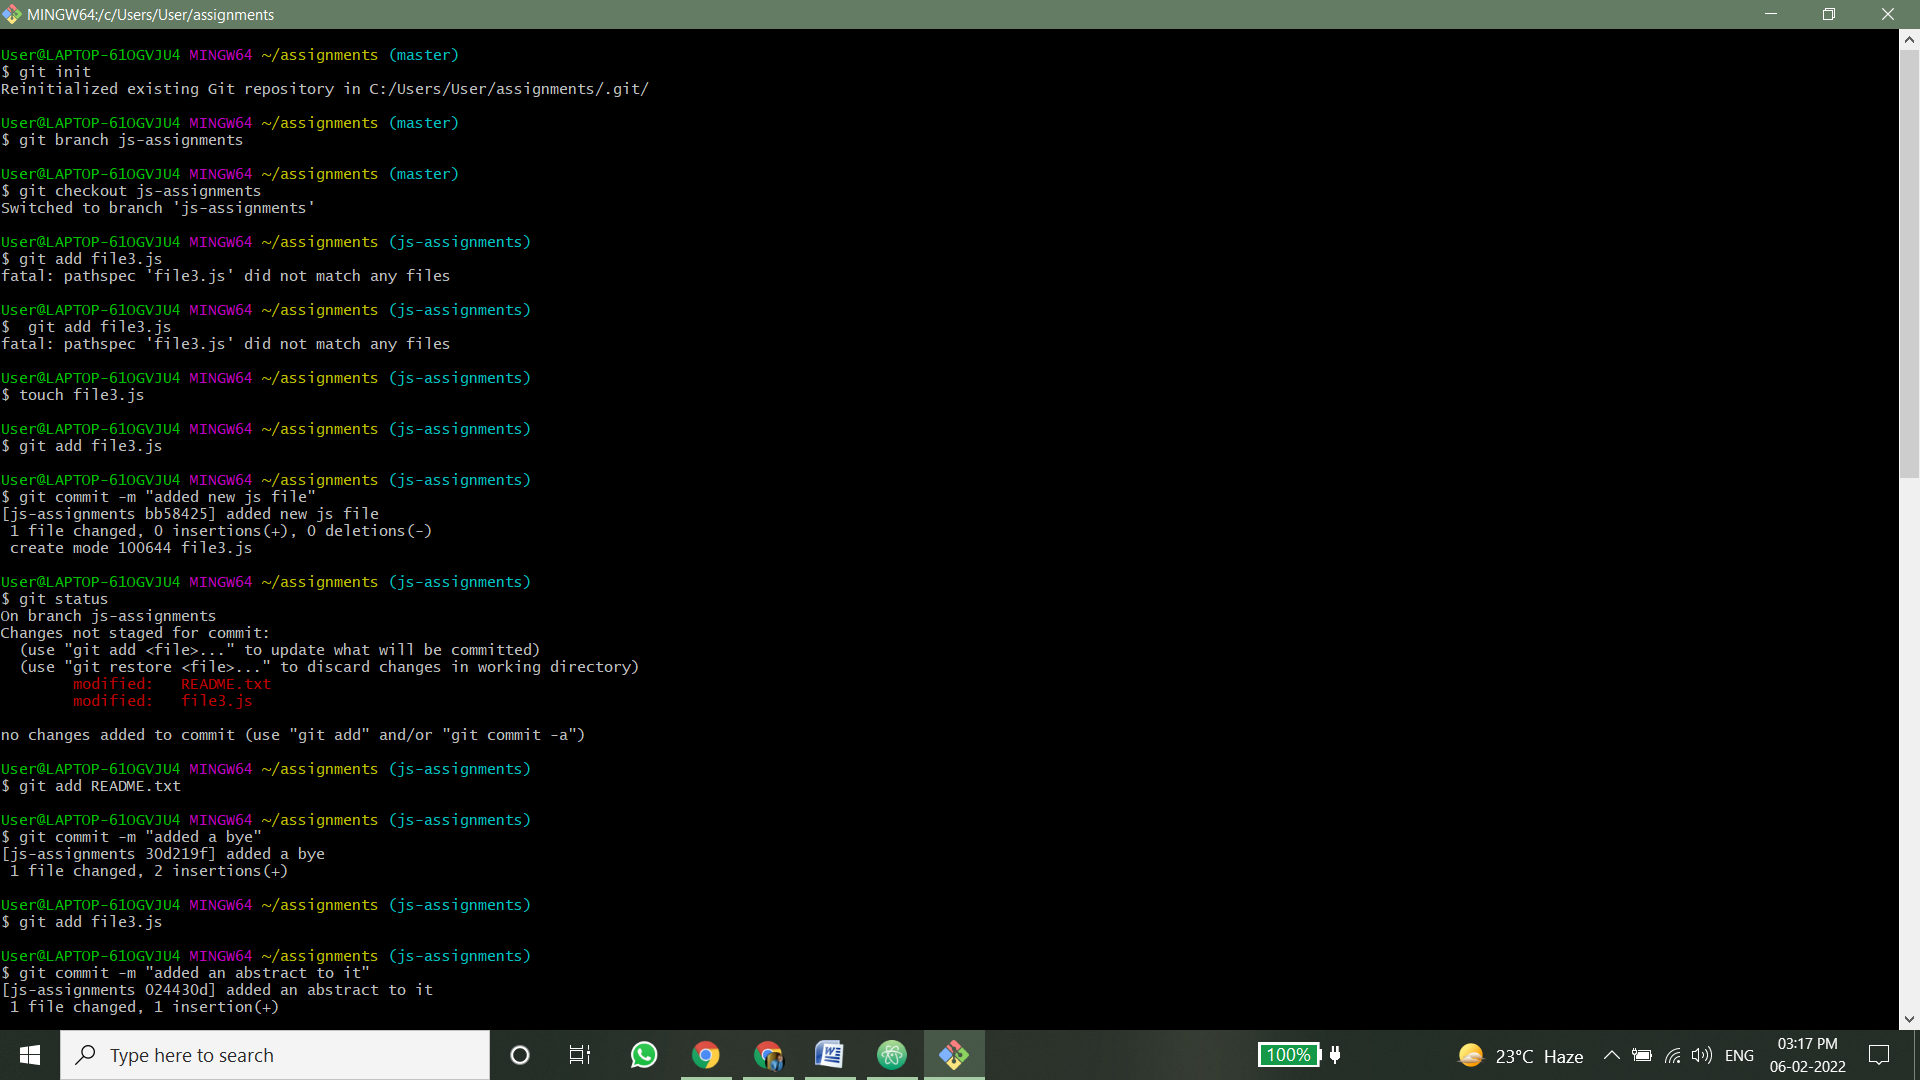 MINGW64:/c/Users/User/assignments
User@LAPTOP-61OGVJU4 MINGW64 ~/assignments (master)
$ git init
Reinitialized existing Git repository in C:/Users/User/assignments/.git/
User@LAPTOP-61OGVJU4 MINGW64 ~/assignments (master)
$ git branch js-assignments
User@LAPTOP-61OGVJU4 MINGW64 ~/assignments (master)
$ git checkout js-assignments
Switched to branch 'js-assignments'
User@LAPTOP-61OGVJU4 MINGW64 ~/assignments (js-assignments)
$ git add file3.js
fatal: pathspec 'file3.js' did not match any files
User@LAPTOP-61OGVJU4 MINGW64 ~/assignments (js-assignments)
$  git add file3.js
fatal: pathspec 'file3.js' did not match any files
User@LAPTOP-61OGVJU4 MINGW64 ~/assignments (js-assignments)
$ touch file3.js
User@LAPTOP-61OGVJU4 MINGW64 ~/assignments (js-assignments)
$ git add file3.js
User@LAPTOP-61OGVJU4 MINGW64 ~/assignments (js-assignments)
$ git commit -m "added new js file"
[js-assignments bb58425] added new js file
 1 file changed, 0 insertions(+), 0 deletions(-)
 create mode 100644 file3.js
User@LAPTOP-61OGVJU4 MINGW64 ~/assignments (js-assignments)
$ git status
On branch js-assignments
Changes not staged for commit:
  (use "git add <file>..." to update what will be committed)
  (use "git restore <file>..." to discard changes in working directory)
        modified:   README.txt
        modified:   file3.js
no changes added to commit (use "git add" and/or "git commit -a")
User@LAPTOP-61OGVJU4 MINGW64 ~/assignments (js-assignments)
$ git add README.txt
User@LAPTOP-61OGVJU4 MINGW64 ~/assignments (js-assignments)
$ git commit -m "added a bye"
[js-assignments 30d219f] added a bye
 1 file changed, 2 insertions(+)
User@LAPTOP-61OGVJU4 MINGW64 ~/assignments (js-assignments)
$ git add file3.js
User@LAPTOP-61OGVJU4 MINGW64 ~/assignments (js-assignments)
$ git commit -m "added an abstract to it"
[js-assignments 024430d] added an abstract to it
 1 file changed, 1 insertion(+)
Type here to search
100%
23°C Haze
ENG
03:17 PM
06-02-2022